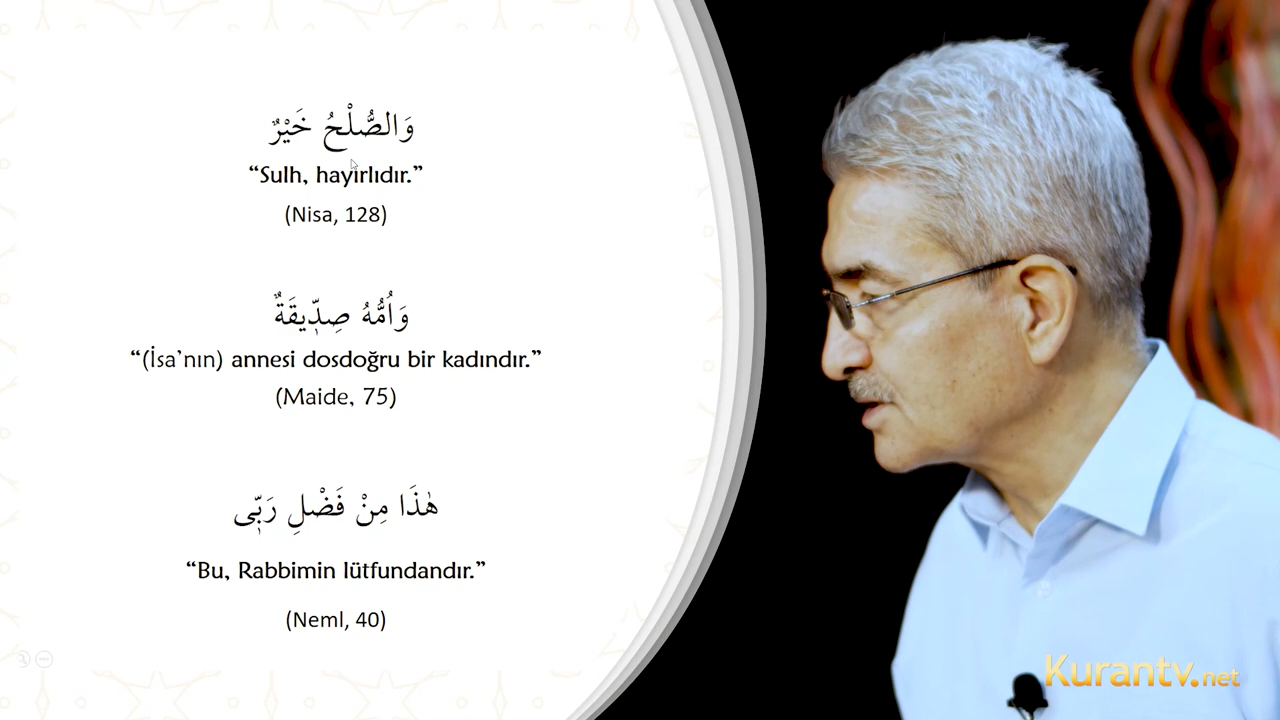 وَالصُّلْحُ خَيْرٌ
“Sulh, hayırlıdır.”
(Nisa, 128)
وَاُمُّهُ صِدّ۪يقَةٌ
“(İsa’nın) annesi dosdoğru bir kadındır.”
(Maide, 75)
هٰذَا مِنْ فَضْلِ رَبّ۪ى
“Bu, Rabbimin lütfundandır.”
(Neml, 40)
Kurantv.net